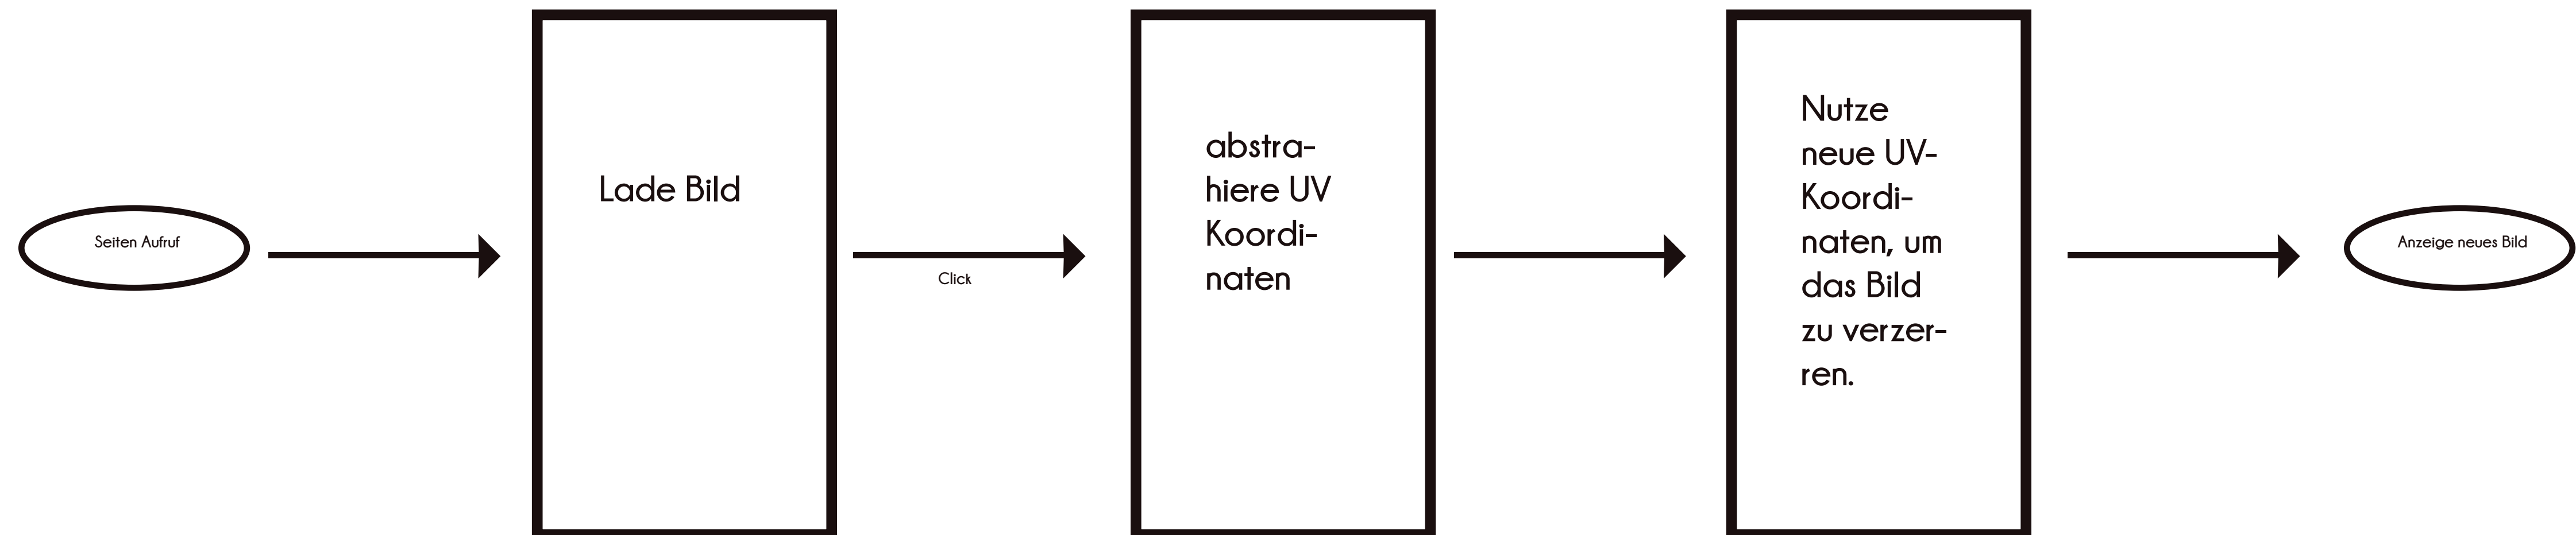 Seiten Aufruf
Lade Bild
Click
abstra-
hiere UV
Koordi-
naten
Nutze
neue UV-
Koordi-
naten, um
das Bild
zu verzer-
ren.
Anzeige neues Bild